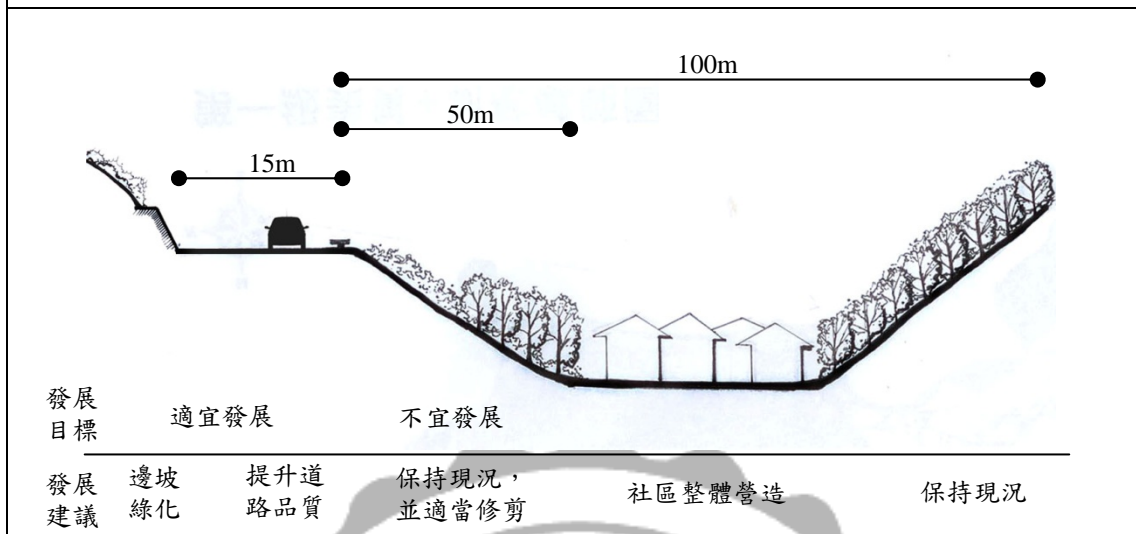 100m
50m
15m
發展
目標
適宜發展
不宜發展
發展
建議
邊坡
綠化
提升道
路品質
保持現況，
並適當修剪
社區整體營造
保持現況